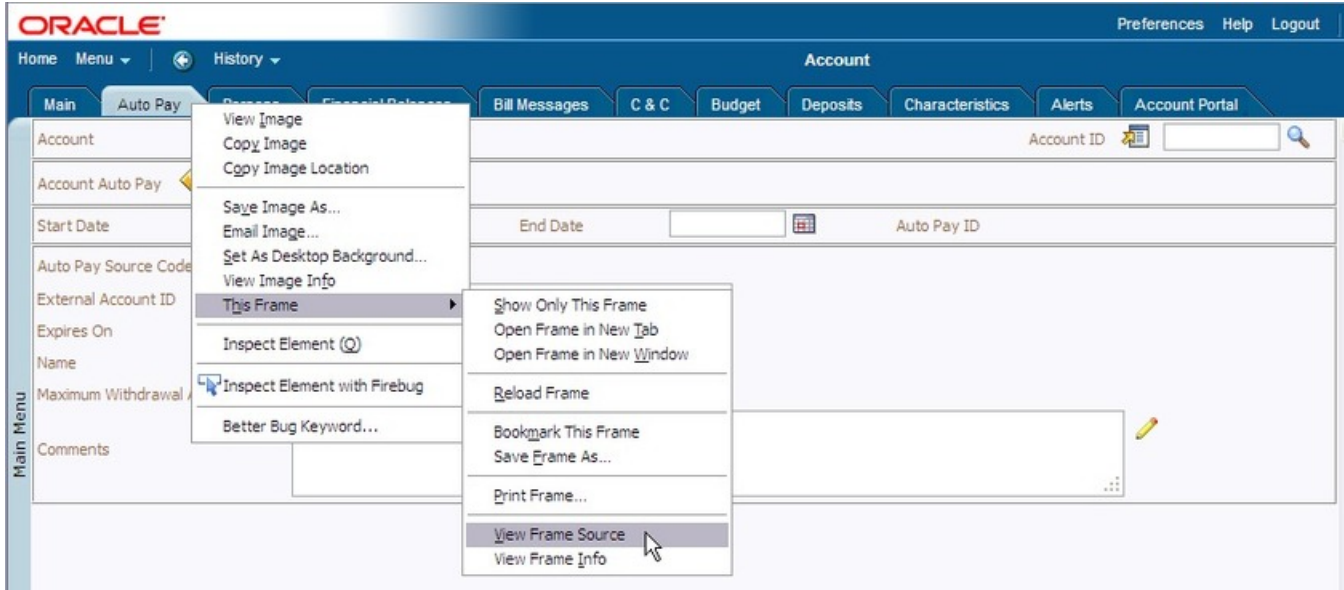 ORACLE
Preferences Help Logout
Home Menu History Account
Main Auto Pay Bill Messages C & C Budget Deposits Characteristics Alerts Account Portal
Account Account ID
Account Auto Pay
Start Date End Date Auto Pay ID
Auto Pay Source Code
External Account ID
Expires On
Name
Maximum Withdrawal
Comments
Main Menu
View Image
Copy Image
Copy Image Location
Save Image As...
Email Image...
Set As Desktop Background...
View Image Info
This Frame
Inspect Element (Q)
Inspect Element with Firebug
Better Bug Keyword...
Show Only This Frame
Open Frame in New Tab
Open Frame in New Window
Reload Frame
Bookmark This Frame
Save Frame As...
Print Frame...
View Frame Source
View Frame Info